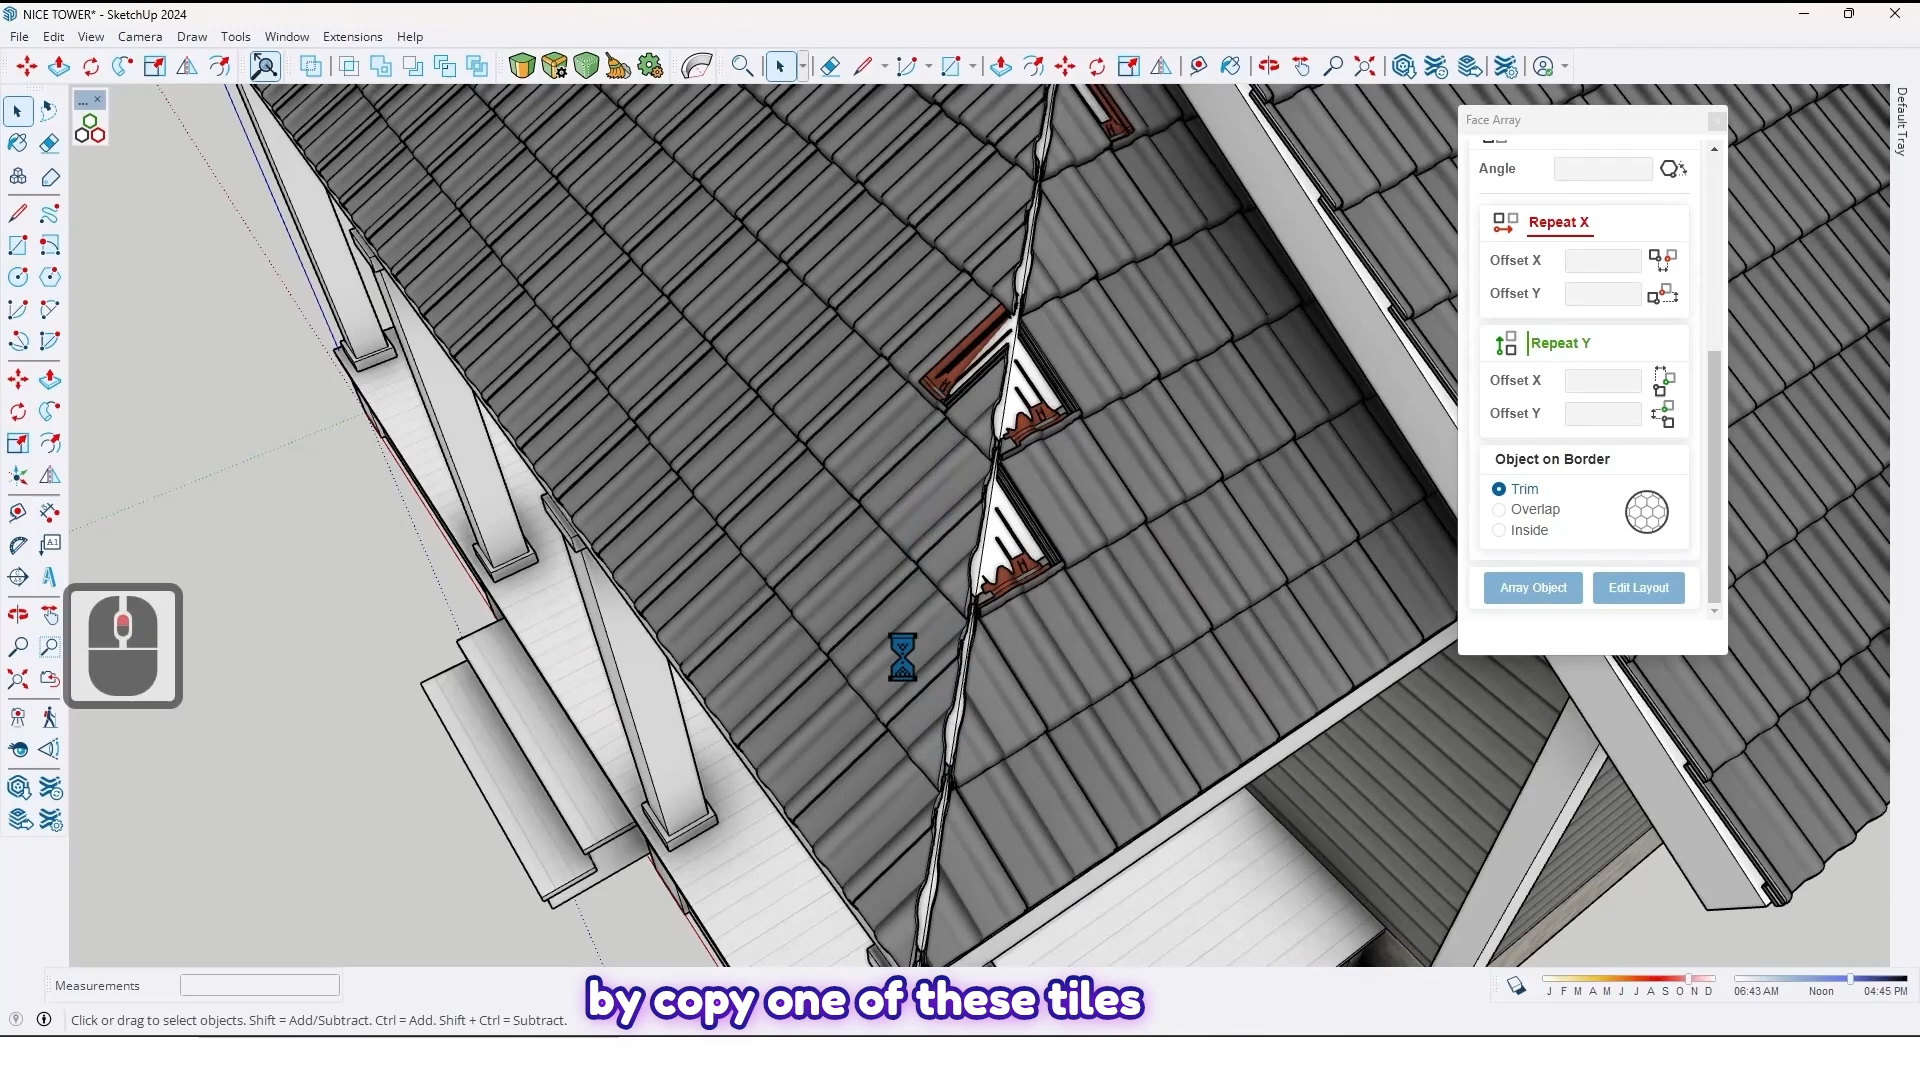 NICE TOWER* - SketchUp 2024
File Edit View Camera Draw Tools Window Extensions Help
...
Default Tray
Face Array
Angle
Repeat X
Offset X
Offset Y
Repeat Y
Offset X
Offset Y
Object on Border
Trim
Overlap
Inside
Array Object Edit Layout
Measurements
by copy one of these tiles
J F M A M J J A S O N D 06:43 AM Noon 04:45 PM
Click or drag to select objects. Shift = Add/Subtract. Ctrl = Add. Shift + Ctrl = Subtract.